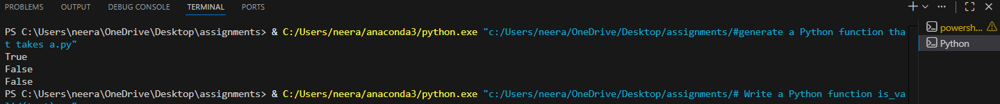 PROBLEMS OUTPUT DEBUG CONSOLE TERMINAL PORTS
PS C:\Users\neera\OneDrive\Desktop\assignments> & C:/Users/neera/anaconda3/python.exe "c:/Users/neera/OneDrive/Desktop/assignments/#generate a Python function tha
t takes a.py"
True
False
False
PS C:\Users\neera\OneDrive\Desktop\assignments> & C:/Users/neera/anaconda3/python.exe "c:/Users/neera/OneDrive/Desktop/assignments/# Write a Python function is_va
powersh...
Python